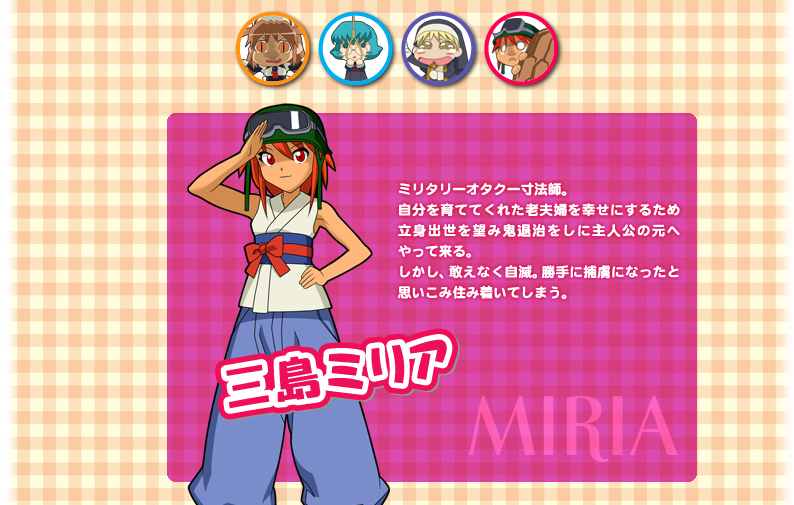 ミリタリーオタクー寸法師。
自分を育ててくれた老夫婦を幸せにするため
立身出世を望み鬼退治をしに主人公の元へ
やって来る。
しかし、敢えなく自滅。勝手に捕虜になったと
思いこみ住み着いてしまう。
三島ミリア
MIRIA